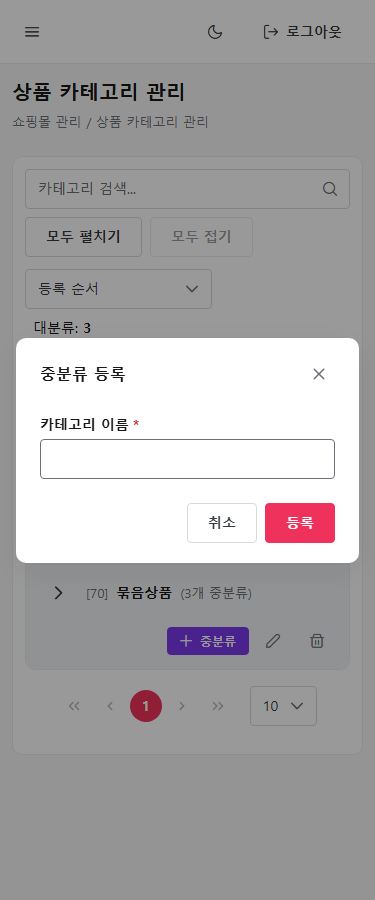 로그아웃
상품 카테고리 관리
쇼핑몰 관리 / 상품 카테고리 관리
카테고리 검색...
모두 펼치기 모두 접기
등록 순서
대분류: 3
중분류 등록
카테고리 이름 *
취소 등록
[70] 묶음상품 (3개 중분류)
중분류
1 10